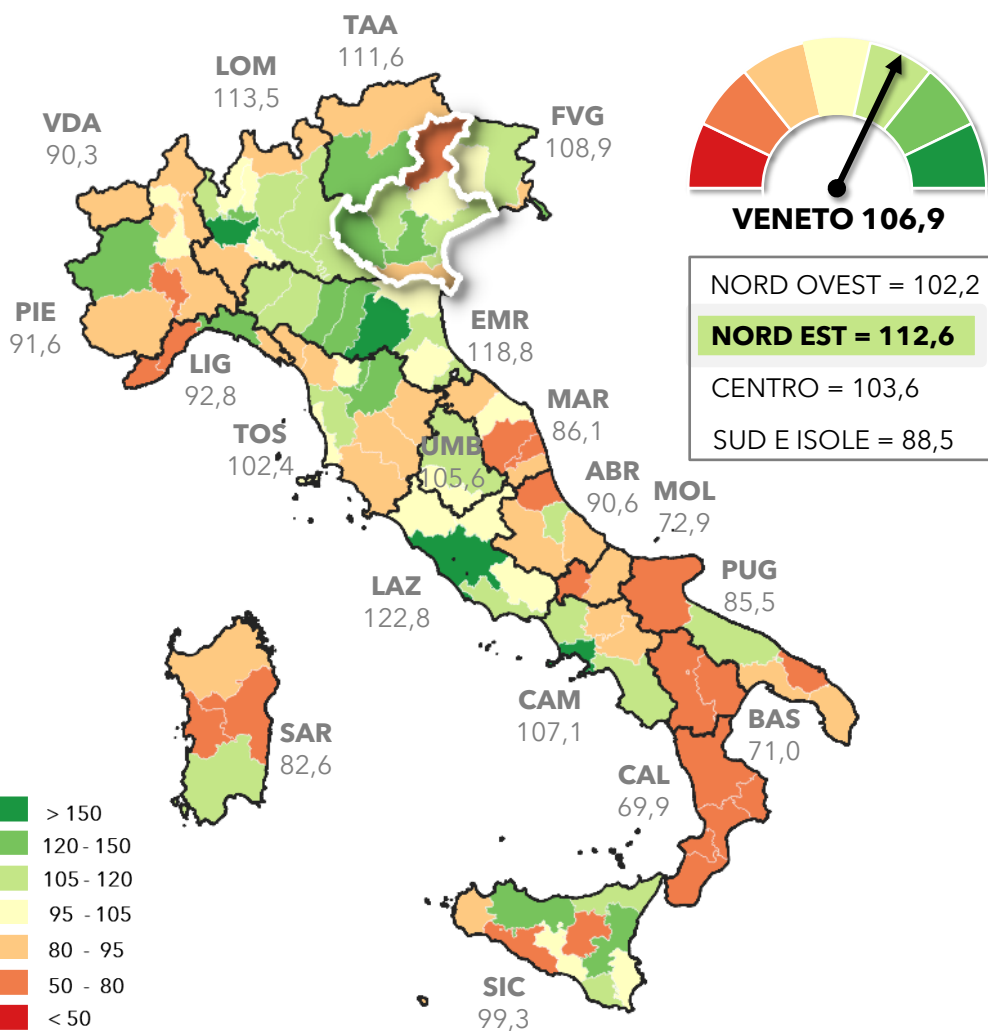 TAA
111,6
LOM
113,5
VDA
90,3
FVG
108,9
VENETO 106,9
NORD OVEST = 102,2
NORD EST = 112,6
CENTRO = 103,6
SUD E ISOLE = 88,5
PIE
91,6
LIG
92,8
EMR
118,8
TOS
102,4
MAR
86,1
UMB
105,6
ABR
90,6
MOL
72,9
LAZ
122,8
PUG
85,5
CAM
107,1
BAS
71,0
SAR
82,6
CAL
69,9
SIC
99,3
> 150
120 - 150
105 - 120
95 - 105
80 - 95
50 - 80
< 50